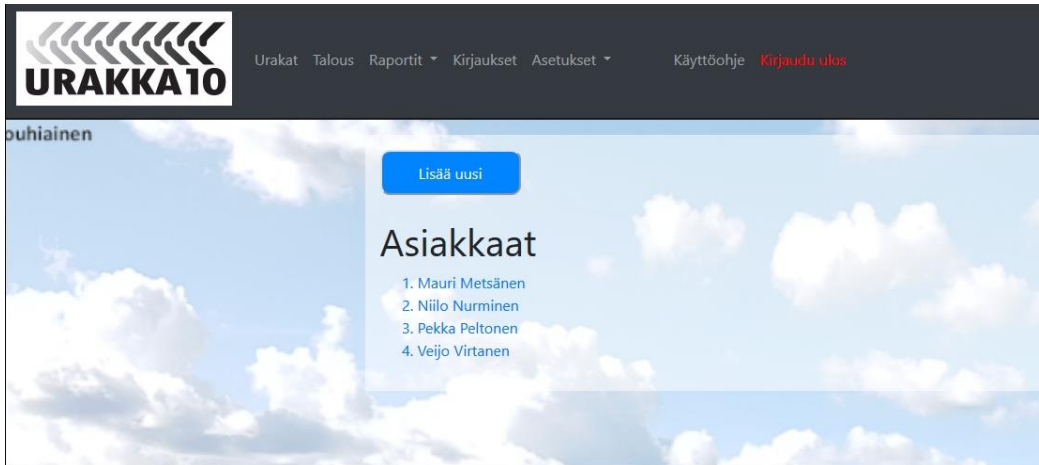 URAKKA10
Urakat Talous Raportit Kirjaukset Asetukset Käyttöohje Kirjaudu ulos
ouhiainen
Lisää uusi
Asiakkaat
1. Mauri Metsänen
2. Niilo Nurminen
3. Pekka Peltonen
4. Veijo Virtanen